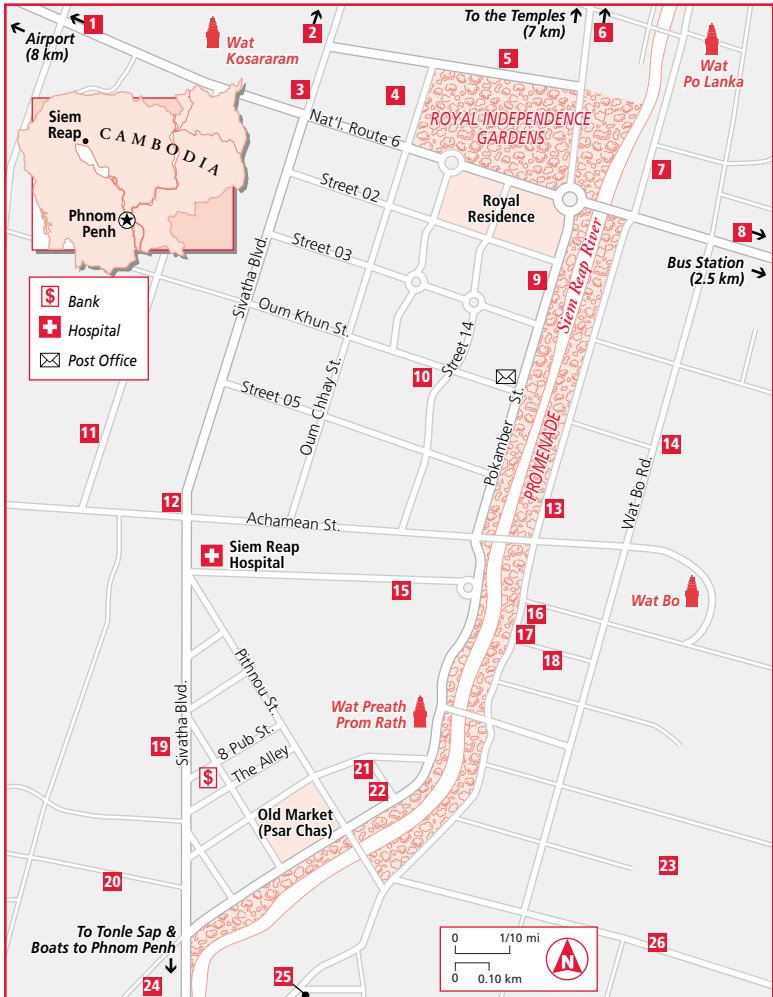 To the Temples
(7 km)
1
2
6
Airport
(8 km)
Wat
Kosararam
Wat
Po Lanka
5
3
4
ROYAL INDEPENDENCE
GARDENS
Nat'l. Route 6
Siem
Reap
CAMBODIA
Phnom
Penh
7
Street 02
Royal
Residence
8
Bus Station
(2.5 km)
Siem Reap River
Street 03
9
Sivatha Blvd.
$ Bank
Hospital
Post Office
Oum Khun St.
Street 14
10
Oum Chhay St.
Street 05
Pokamber St.
PROMENADE
11
14
Wat Bo Rd.
12
13
Achamean St.
Siem Reap
Hospital
15
Wat Bo
16
17
18
Pithnou St.
Wat Preath
Prom Rath
Sivatha Blvd.
19
8 Pub St.
The Alley
$
21
22
Old Market
(Psar Chas)
20
23
To Tonle Sap &
Boats to Phnom Penh
24
25
26
0 1/10 mi
0 0.10 km
N